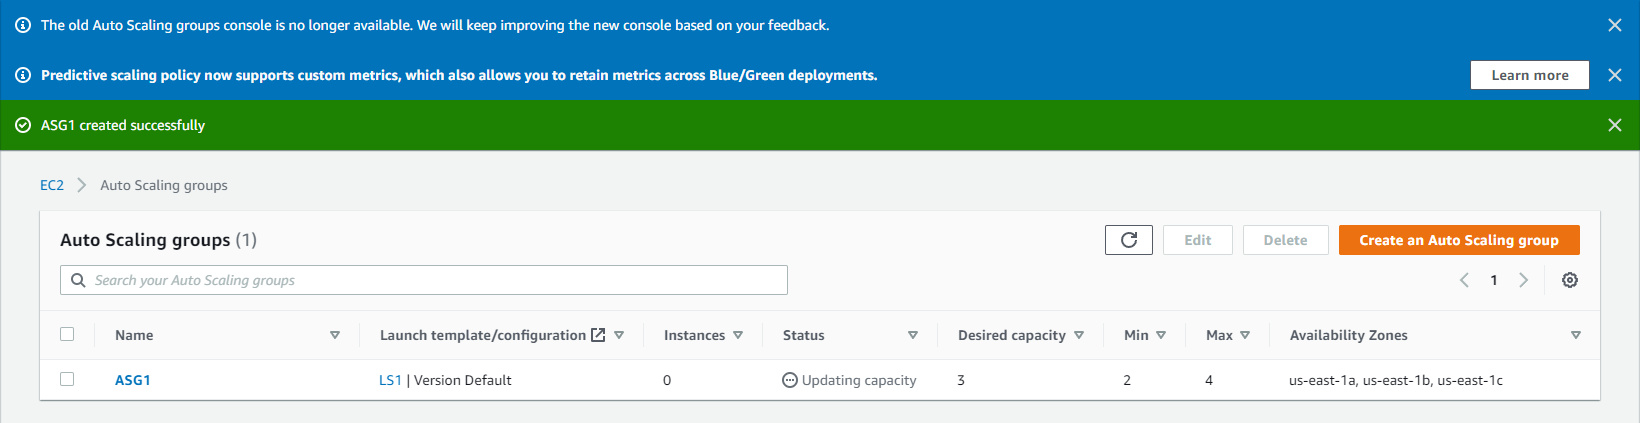 The old Auto Scaling groups console is no longer available. We will keep improving the new console based on your feedback.
Predictive scaling policy now supports custom metrics, which also allows you to retain metrics across Blue/Green deployments. Learn more
ASG1 created successfully
EC2 Auto Scaling groups
Auto Scaling groups (1) Edit Delete Create an Auto Scaling group
Search your Auto Scaling groups 1
Name Launch template/configuration Instances Status Desired capacity Min Max Availability Zones
ASG1 LS1 | Version Default 0 Updating capacity 3 2 4 us-east-1a, us-east-1b, us-east-1c